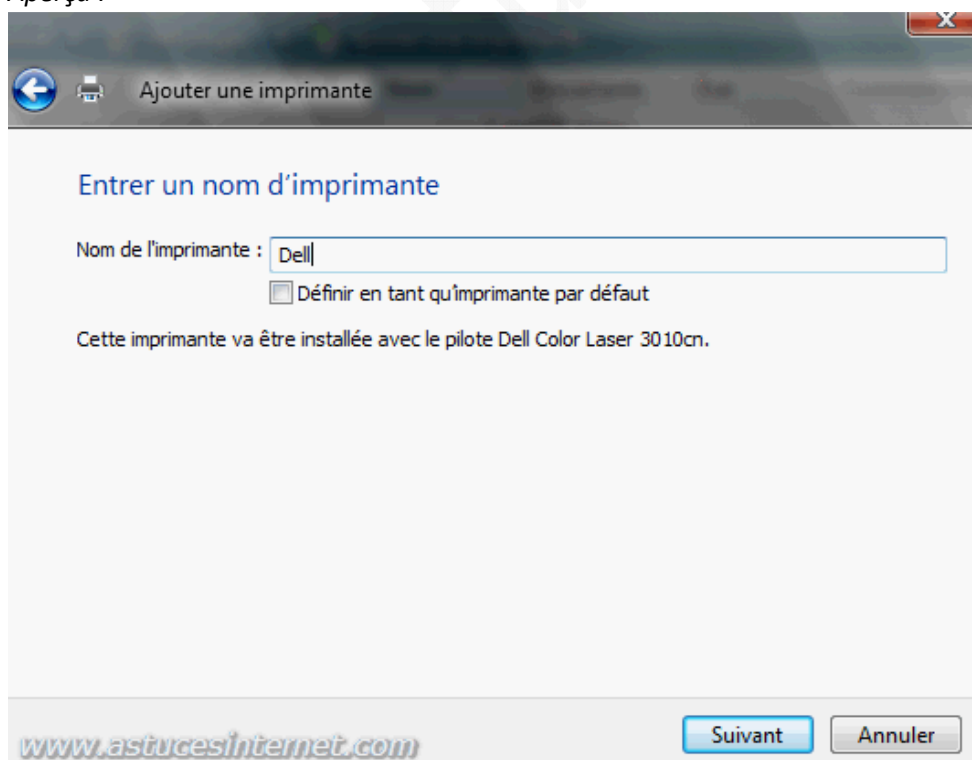 Aperçu :
Ajouter une imprimante
Entrer un nom d'imprimante
Nom de l'imprimante : Dell
Définir en tant qu'imprimante par défaut
Cette imprimante va être installée avec le pilote Dell Color Laser 3010cn.
Suivant Annuler
www.astucesinternet.com